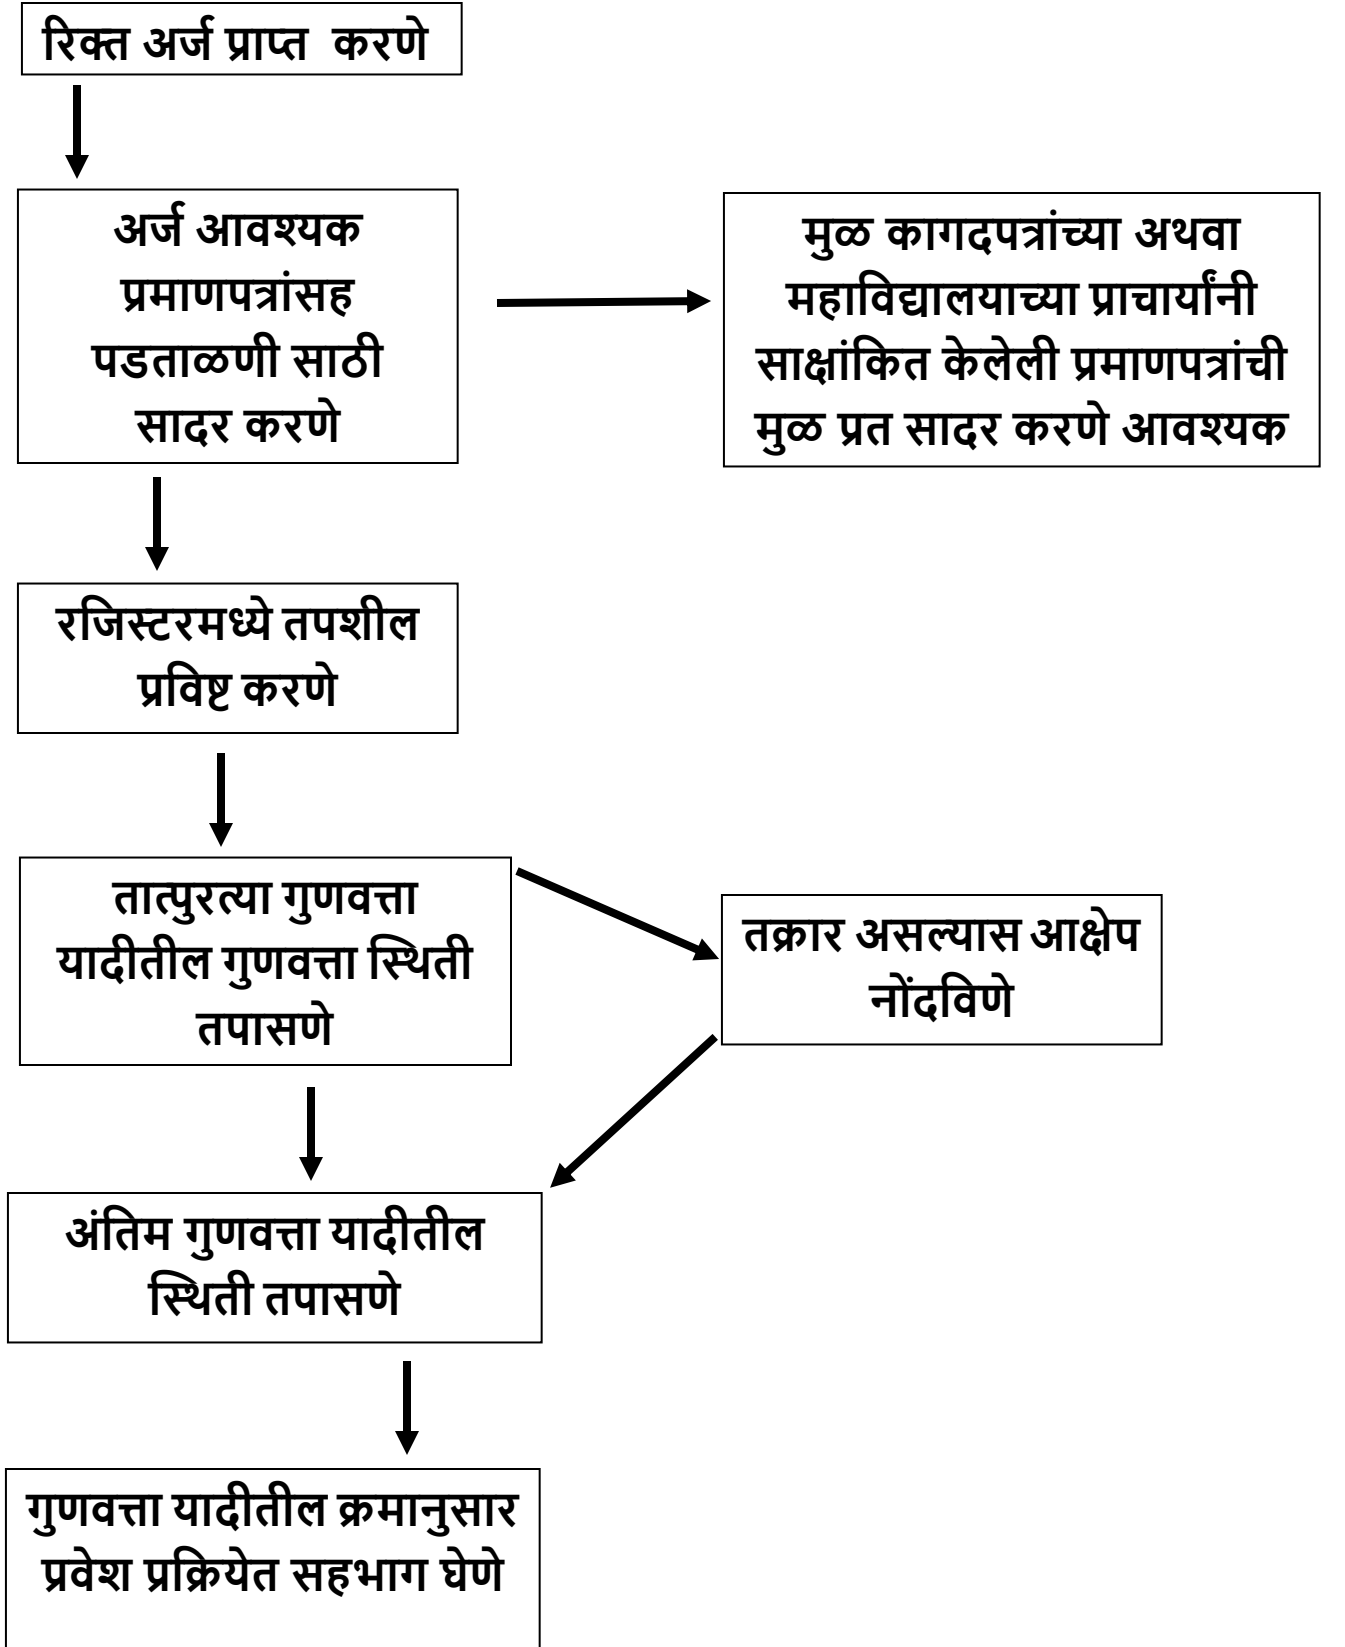 रिक्त अर्ज प्राप्त करणे
अर्ज आवश्यक
प्रमाणपत्रांसह
पडताळणी साठी
सादर करणे
मुळ कागदपत्रांच्या अथवा
महाविद्यालयाच्या प्राचार्यांनी
साक्षांकित केलेली प्रमाणपत्रांची
मुळ प्रत सादर करणे आवश्यक
रजिस्टरमध्ये तपशील
प्रविष्ट करणे
तात्पुरत्या गुणवत्ता
यादीतील गुणवत्ता स्थिती
तपासणे
तक्रार असल्यास आक्षेप
नोंदविणे
अंतिम गुणवत्ता यादीतील
स्थिती तपासणे
गुणवत्ता यादीतील क्रमानुसार
प्रवेश प्रक्रियेत सहभाग घेणे